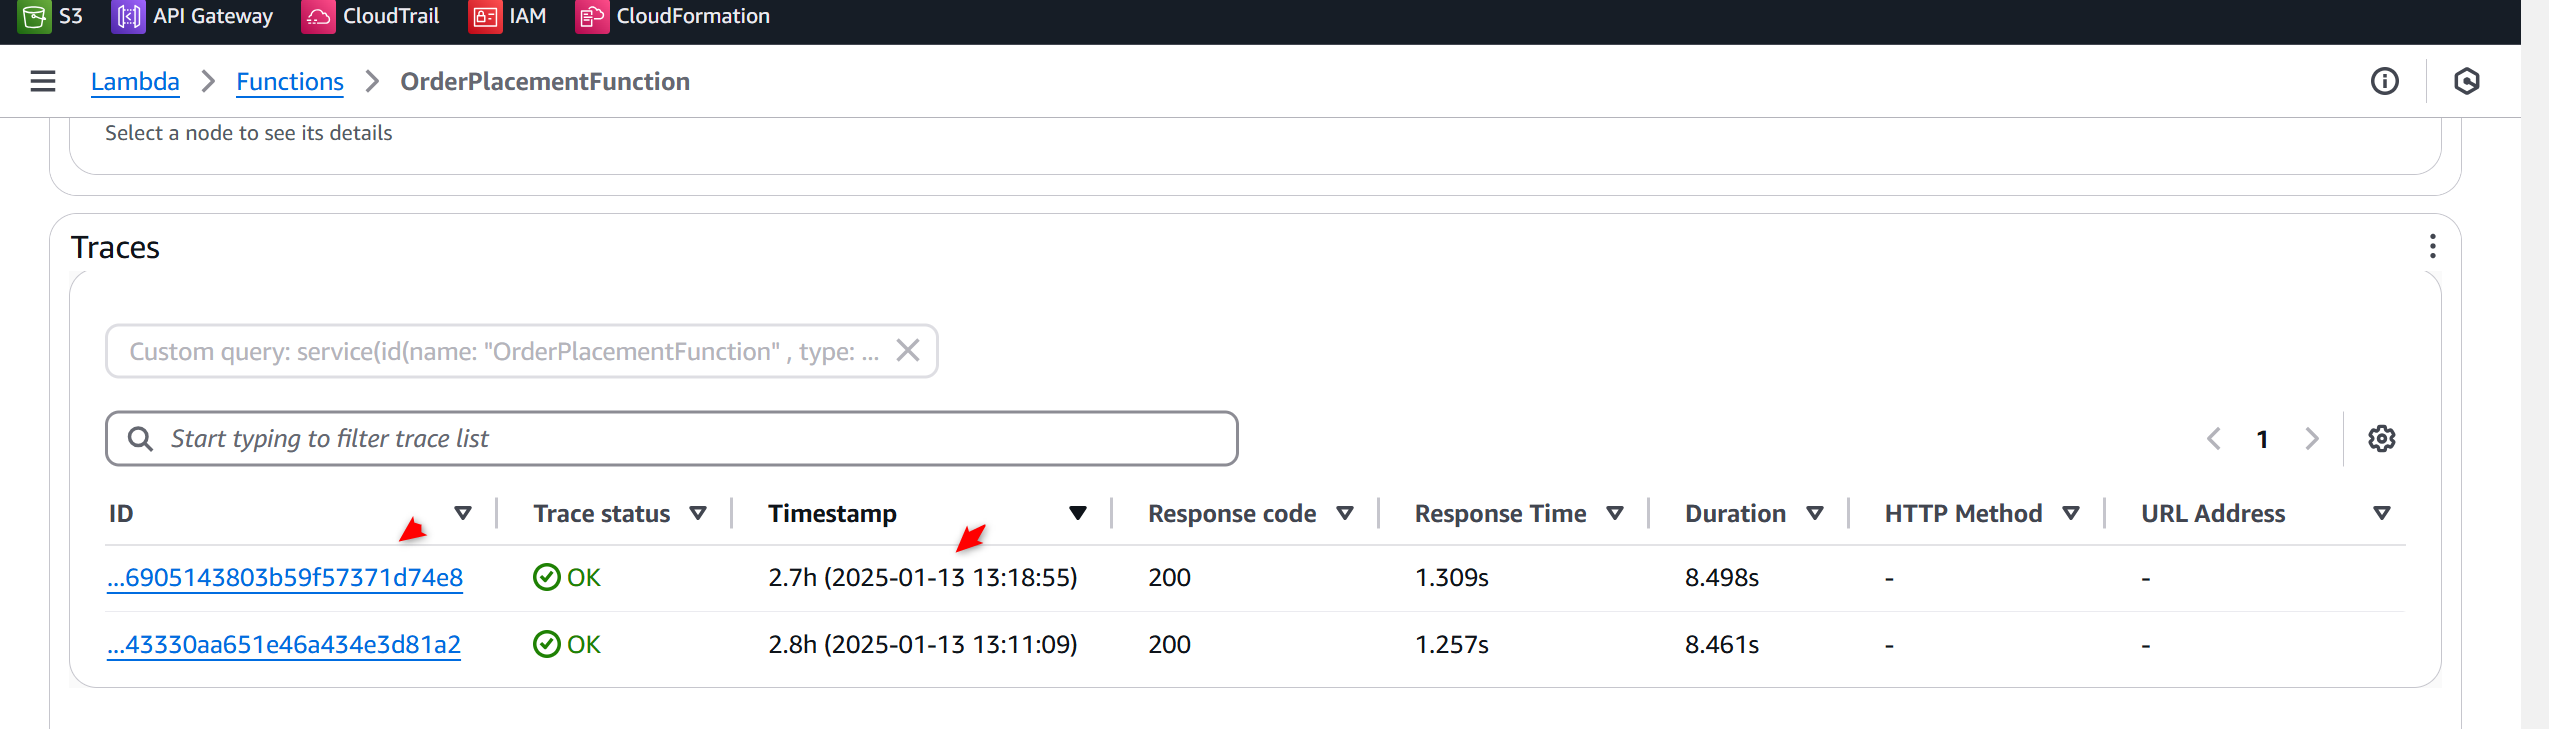 S3 API Gateway CloudTrail IAM CloudFormation
Lambda Functions OrderPlacementFunction
Select a node to see its details
Traces
Custom query: service(id(name: "OrderPlacementFunction" , type: ...
Start typing to filter trace list
1
ID Trace status Timestamp Response code Response Time Duration HTTP Method URL Address
...6905143803b59f57371d74e8 OK 2.7h (2025-01-13 13:18:55) 200 1.309s 8.498s - -
...43330aa651e46a434e3d81a2 OK 2.8h (2025-01-13 13:11:09) 200 1.257s 8.461s - -